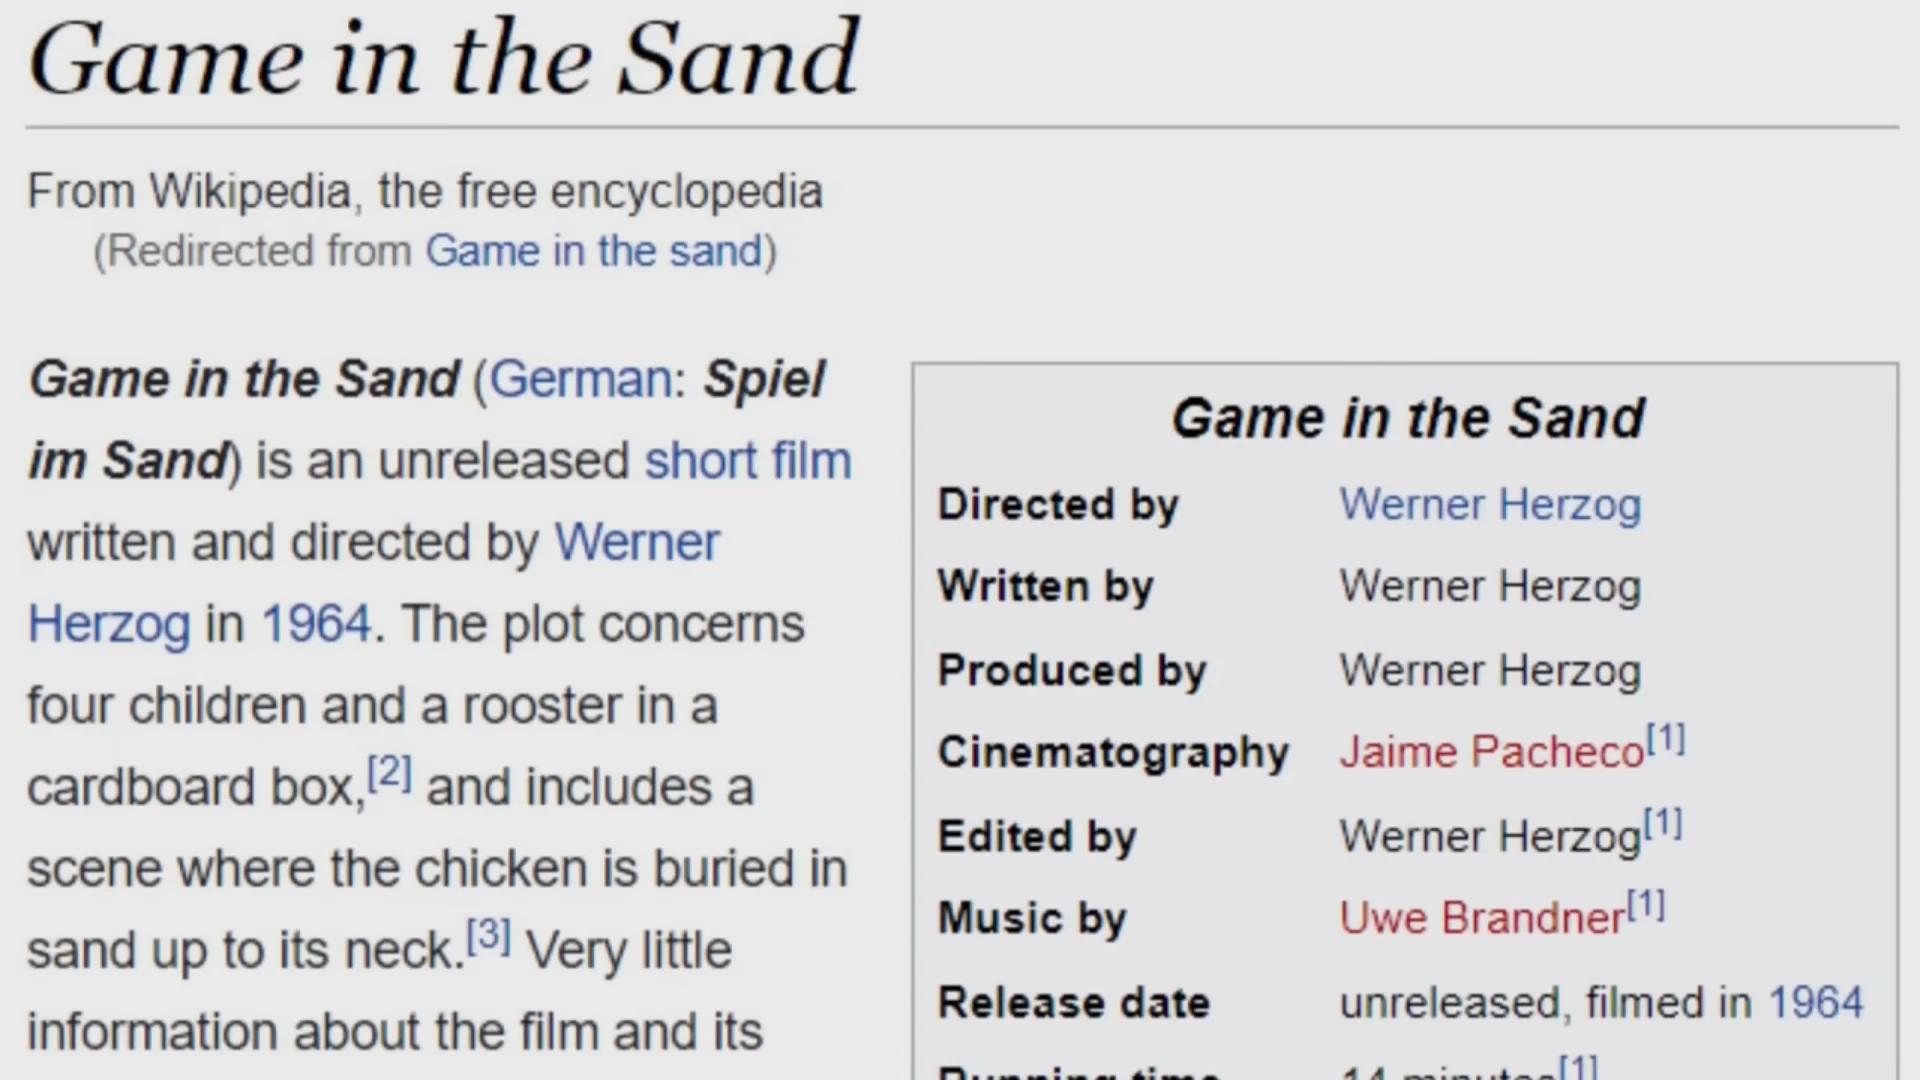 Game in the Sand
From Wikipedia, the free encyclopedia
(Redirected from Game in the sand)
Game in the Sand (German: Spiel
im Sand) is an unreleased short film
written and directed by Werner
Herzog in 1964. The plot concerns
four children and a rooster in a
cardboard box,[2] and includes a
scene where the chicken is buried in
sand up to its neck.[3] Very little
information about the film and its
Game in the Sand
Directed by Werner Herzog
Written by Werner Herzog
Produced by Werner Herzog
Cinematography Jaime Pacheco[1]
Edited by Werner Herzog[1]
Music by Uwe Brandner[1]
Release date unreleased, filmed in 1964
Running time 14 minutes[1]